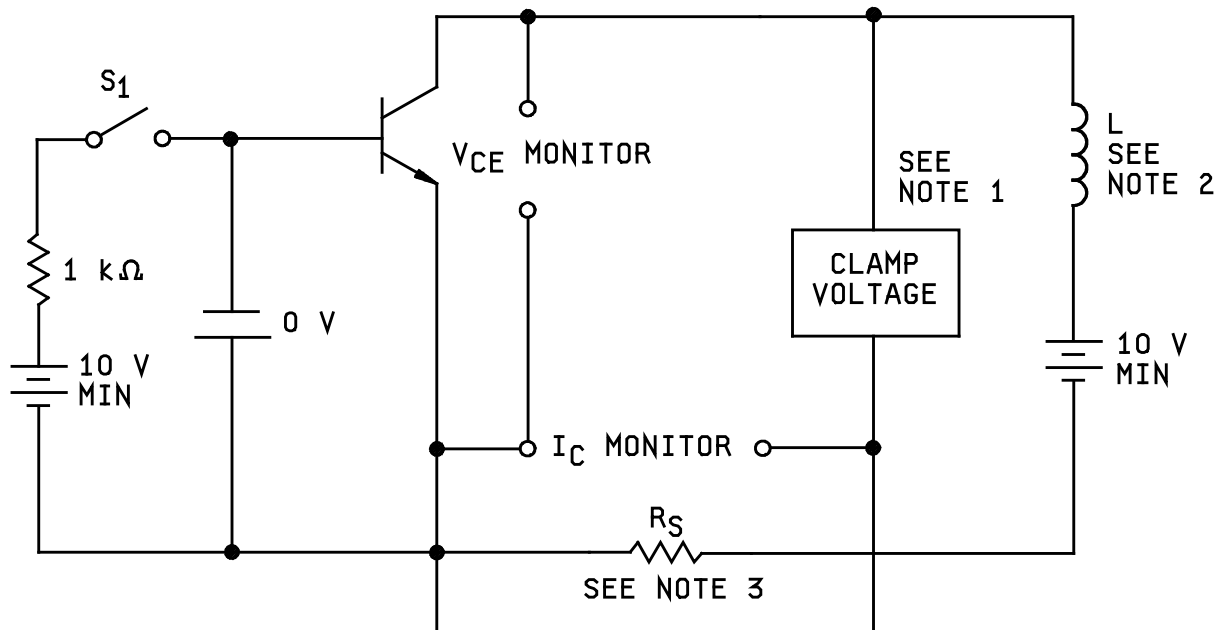 S1
VCE MONITOR
SEE
NOTE 1
L
SEE
NOTE 2
1 kΩ
CLAMP
VOLTAGE
0 V
10 V
MIN
10 V
MIN
IC MONITOR
RS
SEE NOTE 3